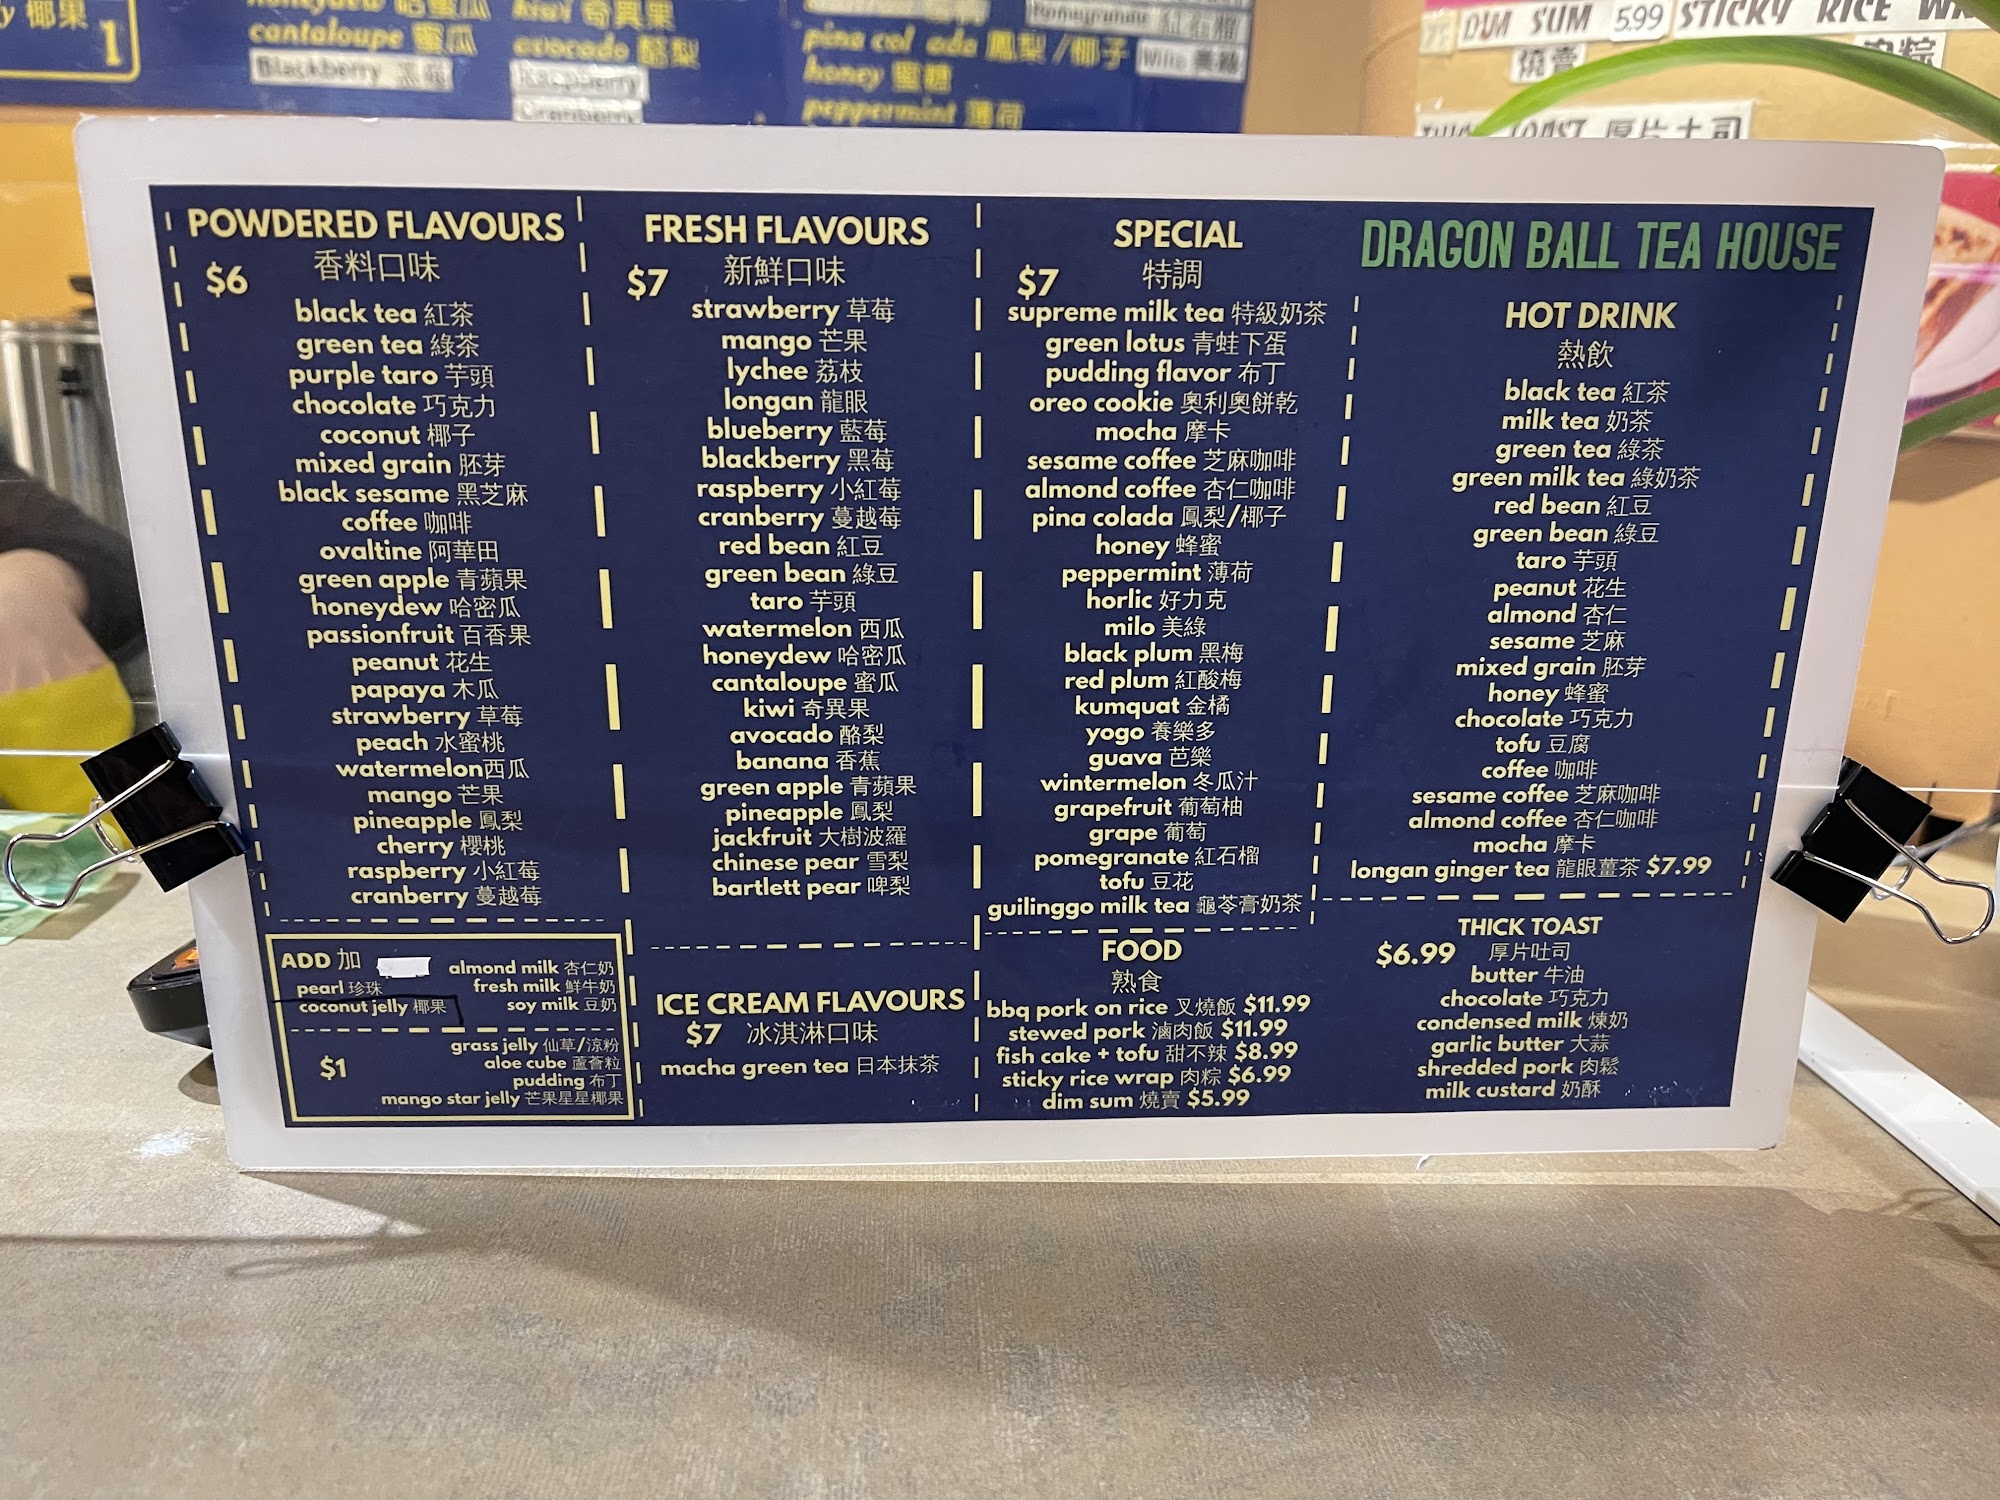 椰果
1
cantaloupe 蜜瓜
Blackberry
奇異果
avocado 酪梨
Raspberry
Cranberry
鳳梨/椰子
honey 蜜糖
peppermint 薄荷
Pomegranate 紅石榴
Milo
DUM SUM 5.99 STICKY RICE
燒賣
厚片土司
POWDERED FLAVOURS
香料口味
$6
black tea 紅茶
green tea 綠茶
purple taro 芋頭
chocolate 巧克力
coconut 椰子
mixed grain 胚芽
black sesame 黑芝麻
coffee 咖啡
ovaltine 阿華田
green apple 青蘋果
honeydew 哈密瓜
passionfruit 百香果
peanut 花生
papaya 木瓜
strawberry 草莓
peach 水蜜桃
watermelon西瓜
mango 芒果
pineapple 鳳梨
cherry 櫻桃
raspberry 小紅莓
cranberry 蔓越莓
ADD 加
pearl 珍珠
coconut jelly 椰果
almond milk 杏仁奶
fresh milk 鮮牛奶
soy milk 豆奶
$1
grass jelly 仙草/涼粉
aloe cube 蘆薈粒
pudding 布丁
mango star jelly 芒果星星椰果
FRESH FLAVOURS
新鮮口味
$7
strawberry 草莓
mango 芒果
lychee 荔枝
longan 龍眼
blueberry 藍莓
blackberry 黑莓
raspberry 小紅莓
cranberry 蔓越莓
red bean 紅豆
green bean 綠豆
taro 芋頭
watermelon 西瓜
honeydew 哈密瓜
cantaloupe 蜜瓜
kiwi 奇異果
avocado 酪梨
banana 香蕉
green apple 青蘋果
pineapple 鳳梨
jackfruit 大樹波羅
chinese pear 雪梨
bartlett pear 啤梨
ICE CREAM FLAVOURS
$7 冰淇淋口味
macha green tea 日本抹茶
SPECIAL
特調
$7
supreme milk tea 特級奶茶
green lotus 青蛙下蛋
pudding flavor 布丁
oreo cookie 奧利奧餅乾
mocha 摩卡
sesame coffee 芝麻咖啡
almond coffee 杏仁咖啡
pina colada 鳳梨/椰子
honey 蜂蜜
peppermint 薄荷
horlic 好力克
milo 美綠
black plum 黑梅
red plum 紅酸梅
kumquat 金橘
yogo 養樂多
guava 芭樂
wintermelon 冬瓜汁
grapefruit 葡萄柚
grape 葡萄
pomegranate 紅石榴
tofu 豆花
guilinggo milk tea 龜苓膏奶茶
FOOD
熟食
bbq pork on rice 叉燒飯 $11.99
stewed pork 滷肉飯 $11.99
fish cake + tofu 甜不辣 $8.99
sticky rice wrap 肉粽 $6.99
dim sum 燒賣 $5.99
DRAGON BALL TEA HOUSE
HOT DRINK
熱飲
black tea 紅茶
milk tea 奶茶
green tea 綠茶
green milk tea 綠奶茶
red bean 紅豆
green bean 綠豆
taro 芋頭
peanut 花生
almond 杏仁
sesame 芝麻
mixed grain 胚芽
honey 蜂蜜
chocolate 巧克力
tofu 豆腐
coffee 咖啡
sesame coffee 芝麻咖啡
almond coffee 杏仁咖啡
mocha 摩卡
longan ginger tea 龍眼薑茶 $7.99
THICK TOAST
$6.99 厚片吐司
butter 牛油
chocolate 巧克力
condensed milk 煉奶
garlic butter 大蒜
shredded pork 肉鬆
milk custard 奶酥